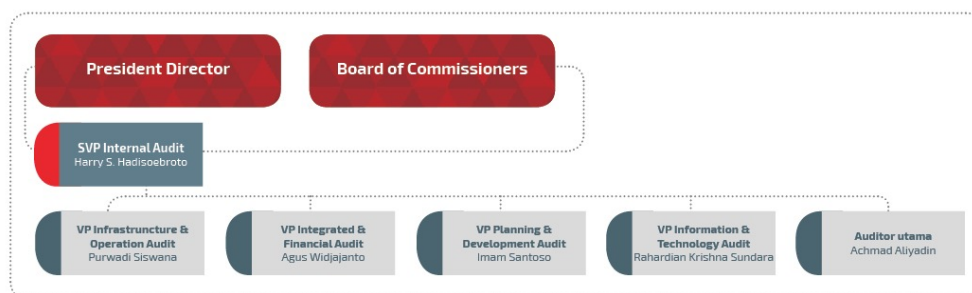 President Director
Board of Commissioners
SVP Internal Audit
Harry S. Hadisoebroto
VP Infrastruncture &
Operation Audit
Purwadi Siswana
VP Integrated &
Financial Audit
Agus Widjajanto
VP Planning &
Development Audit
Imam Santoso
VP Information &
Technology Audit
Rahardian Krishna Sundara
Auditor utama
Achmad Aliyadin